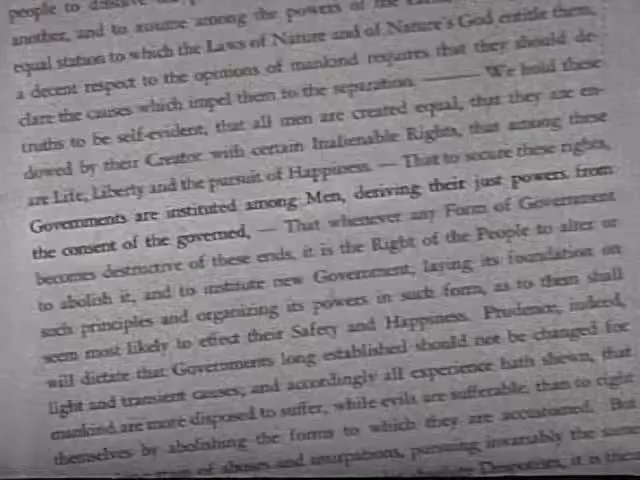 people to dissolve the
another, and to assume among the powers of the
equal station to which the Laws of Nature and of Nature's God entitle them,
a decent respect to the opinions of mankind requires that they should de-
clare the causes which impel them to the separation. ——— We hold these
truths to be self-evident, that all men are created equal, that they are en-
dowed by their Creator with certain Inalienable Rights, that among these
are Life, Liberty and the pursuit of Happiness. — That to secure these rights,
Governments are instituted among Men, deriving their just powers from
the consent of the governed, — That whenever any Form of Government
becomes destructive of these ends, it is the Right of the People to alter or
to abolish it, and to institute new Government, laying its foundation on
such principles and organizing its powers in such form, as to them shall
seem most likely to effect their Safety and Happiness. Prudence, indeed,
will dictate that Governments long established should not be changed for
light and transient causes; and accordingly all experience hath shewn, that
mankind are more disposed to suffer, while evils are sufferable, than to right
themselves by abolishing the forms to which they are accustomed. But
of abuses and usurpations, pursuing invariably the same
Despotism, it is their